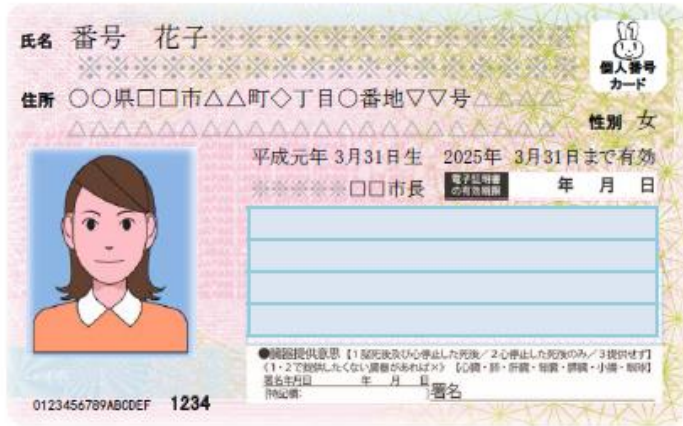 氏名 番号 花子※※※※※※※※※※※※※※※※※※※
※※※※※※※※※※※※※※※※※※※※※※※※※
個人番号
カード
住所 ○○県□□市△△町◇丁目○番地▽▽号△△△△
△△△△△△△△△△△△△△△△△△△△△△
性別 女
平成元年 3月31日生 2025年 3月31日まで有効
※※※※※□□市長 電子証明書の有効期限 年 月 日
●臓器提供意思【1 脳死後及び心停止した死後/2 心停止した死後のみ/3 提供せず】
《1・2で提供したくない臓器があれば×》【心臓・肺・肝臓・腎臓・膵臓・小腸・眼球】
署名年月日 年 月 日
[特記欄: ]署名
0123456789ABCDEF 1234